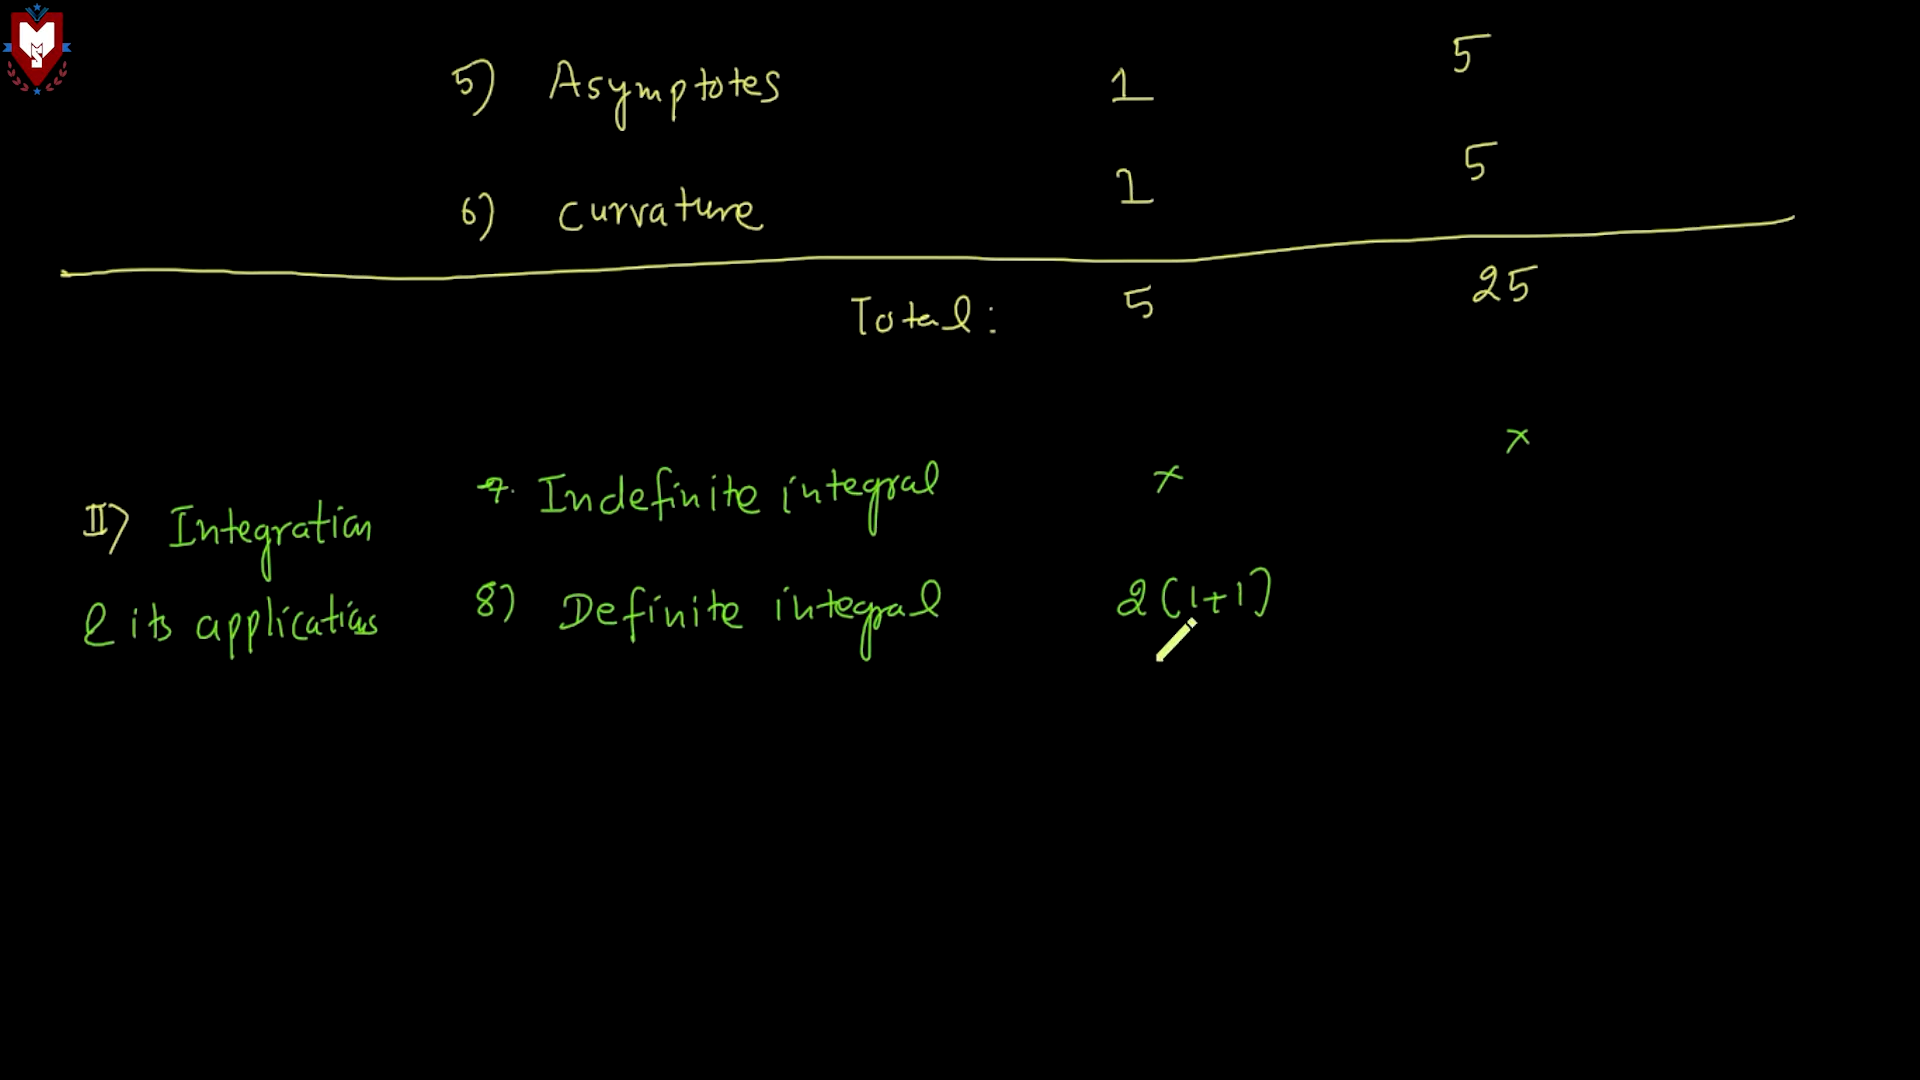 5) Asymptotes 1 5
6) Curvature 1 5
Total: 5 25
7. Indefinite integral x x
II) Integration
8) Definite integral 2(1+1)
& its applications